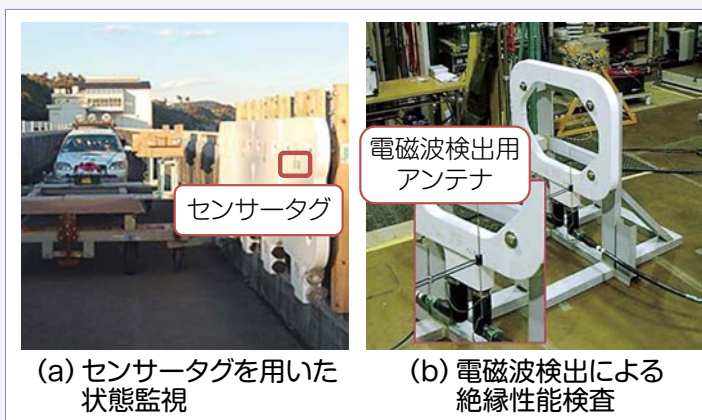 センサータグ
電磁波検出用
アンテナ
(a) センサータグを用いた
状態監視
(b) 電磁波検出による
絶縁性能検査